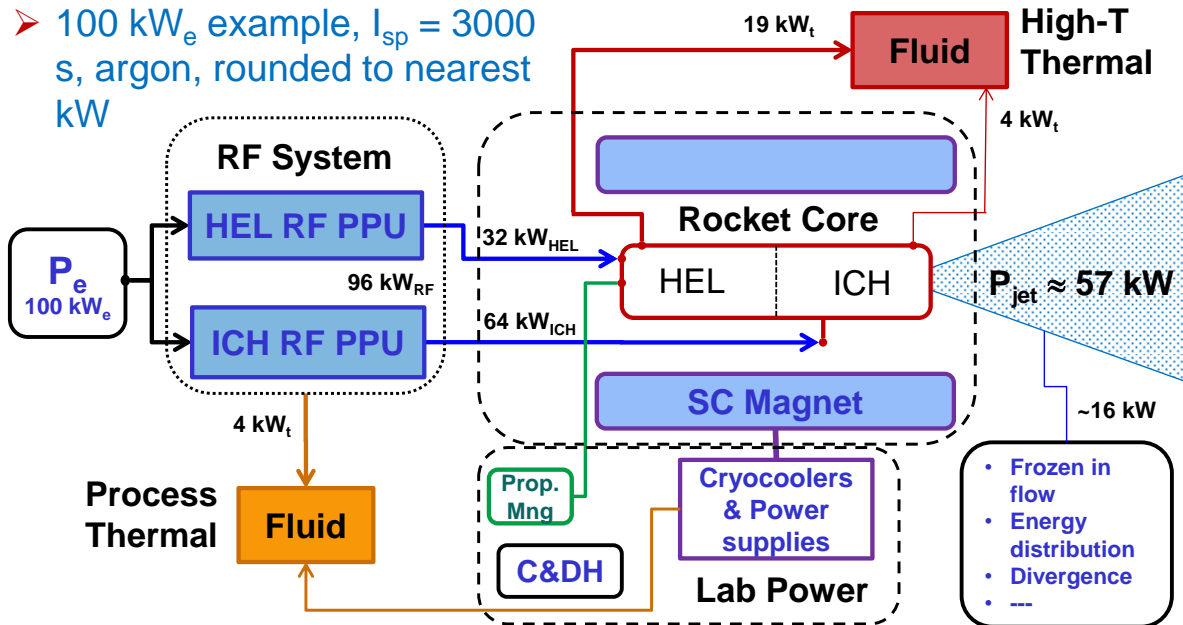 ➢ 100 kWe example, Isp = 3000
s, argon, rounded to nearest
kW
19 kWt
Fluid
High-T
Thermal
4 kWt
RF System
HEL RF PPU
Pe
100 kWe
96 kWRF
ICH RF PPU
32 kWHEL
64 kWICH
Rocket Core
HEL
ICH
Pjet ≈ 57 kW
SC Magnet
~16 kW
4 kWt
Process
Thermal
Fluid
Prop.
Mng
C&DH
Cryocoolers
& Power
supplies
Lab Power
• Frozen in
flow
• Energy
distribution
• Divergence
• ---